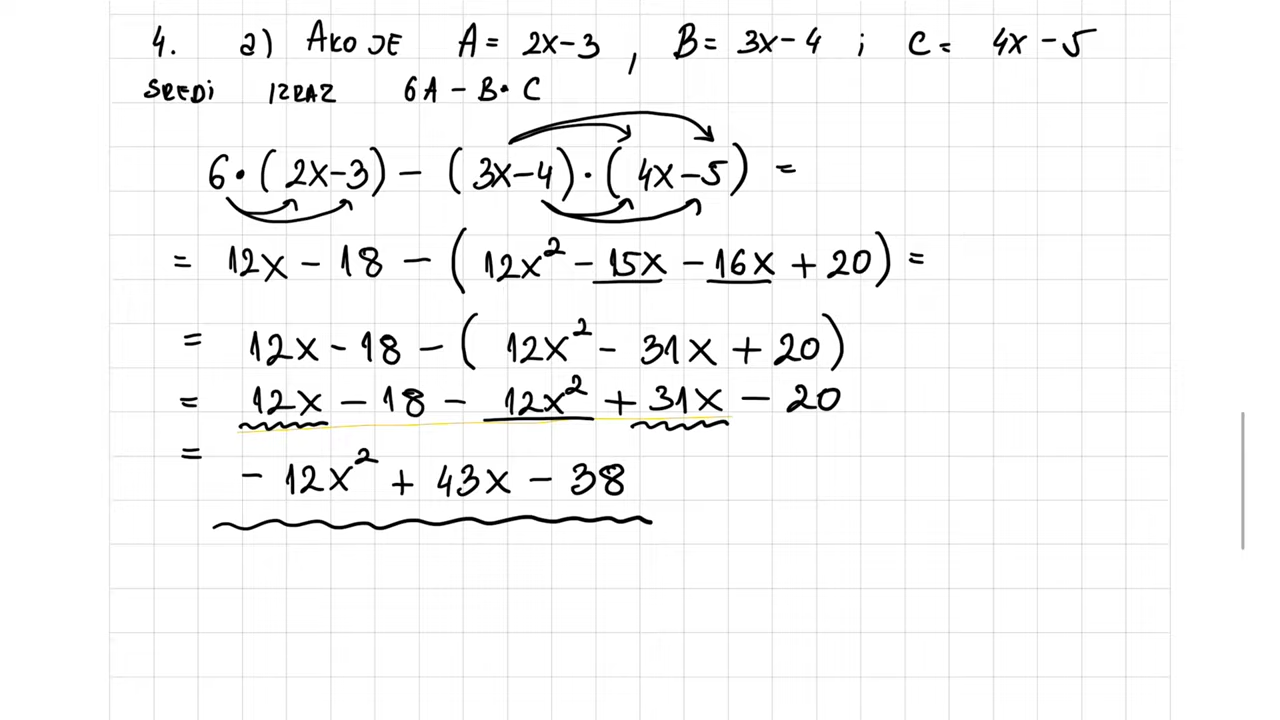 4. a) AKO JE A = 2x-3, B = 3x-4 i C = 4x-5
SREDI IZRAZ 6A - B·C
6·(2x-3) - (3x-4)·(4x-5) =
= 12x - 18 - (12x² - 15x - 16x + 20) =
= 12x - 18 - (12x² - 31x + 20)
= 12x - 18 - 12x² + 31x - 20
= -12x² + 43x - 38